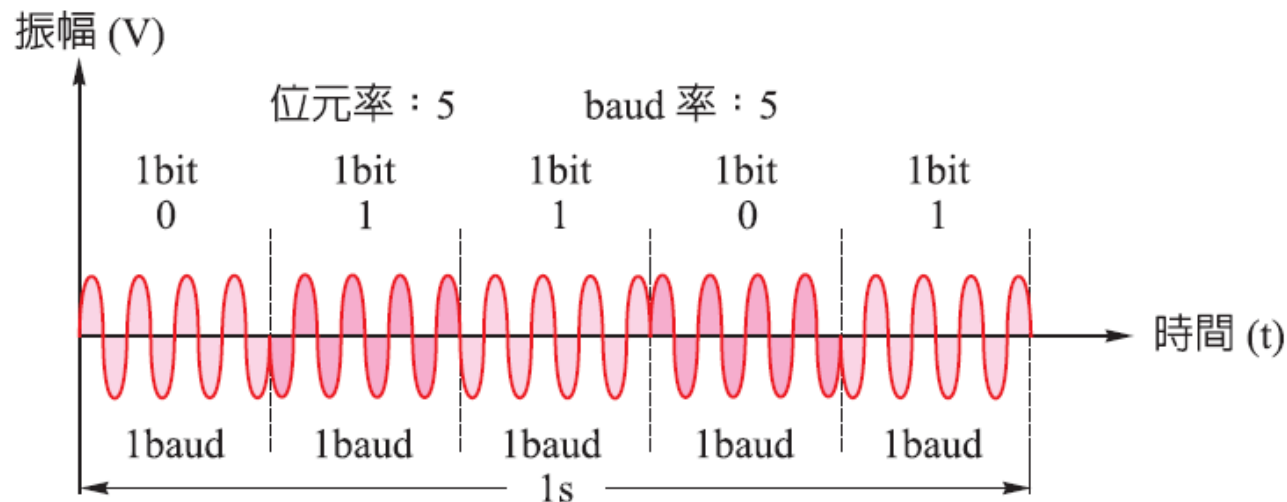 振幅 (V)
位元率：5 baud 率：5
1bit 1bit 1bit 1bit 1bit
0 1 1 0 1
時間 (t)
1baud 1baud 1baud 1baud 1baud
1s